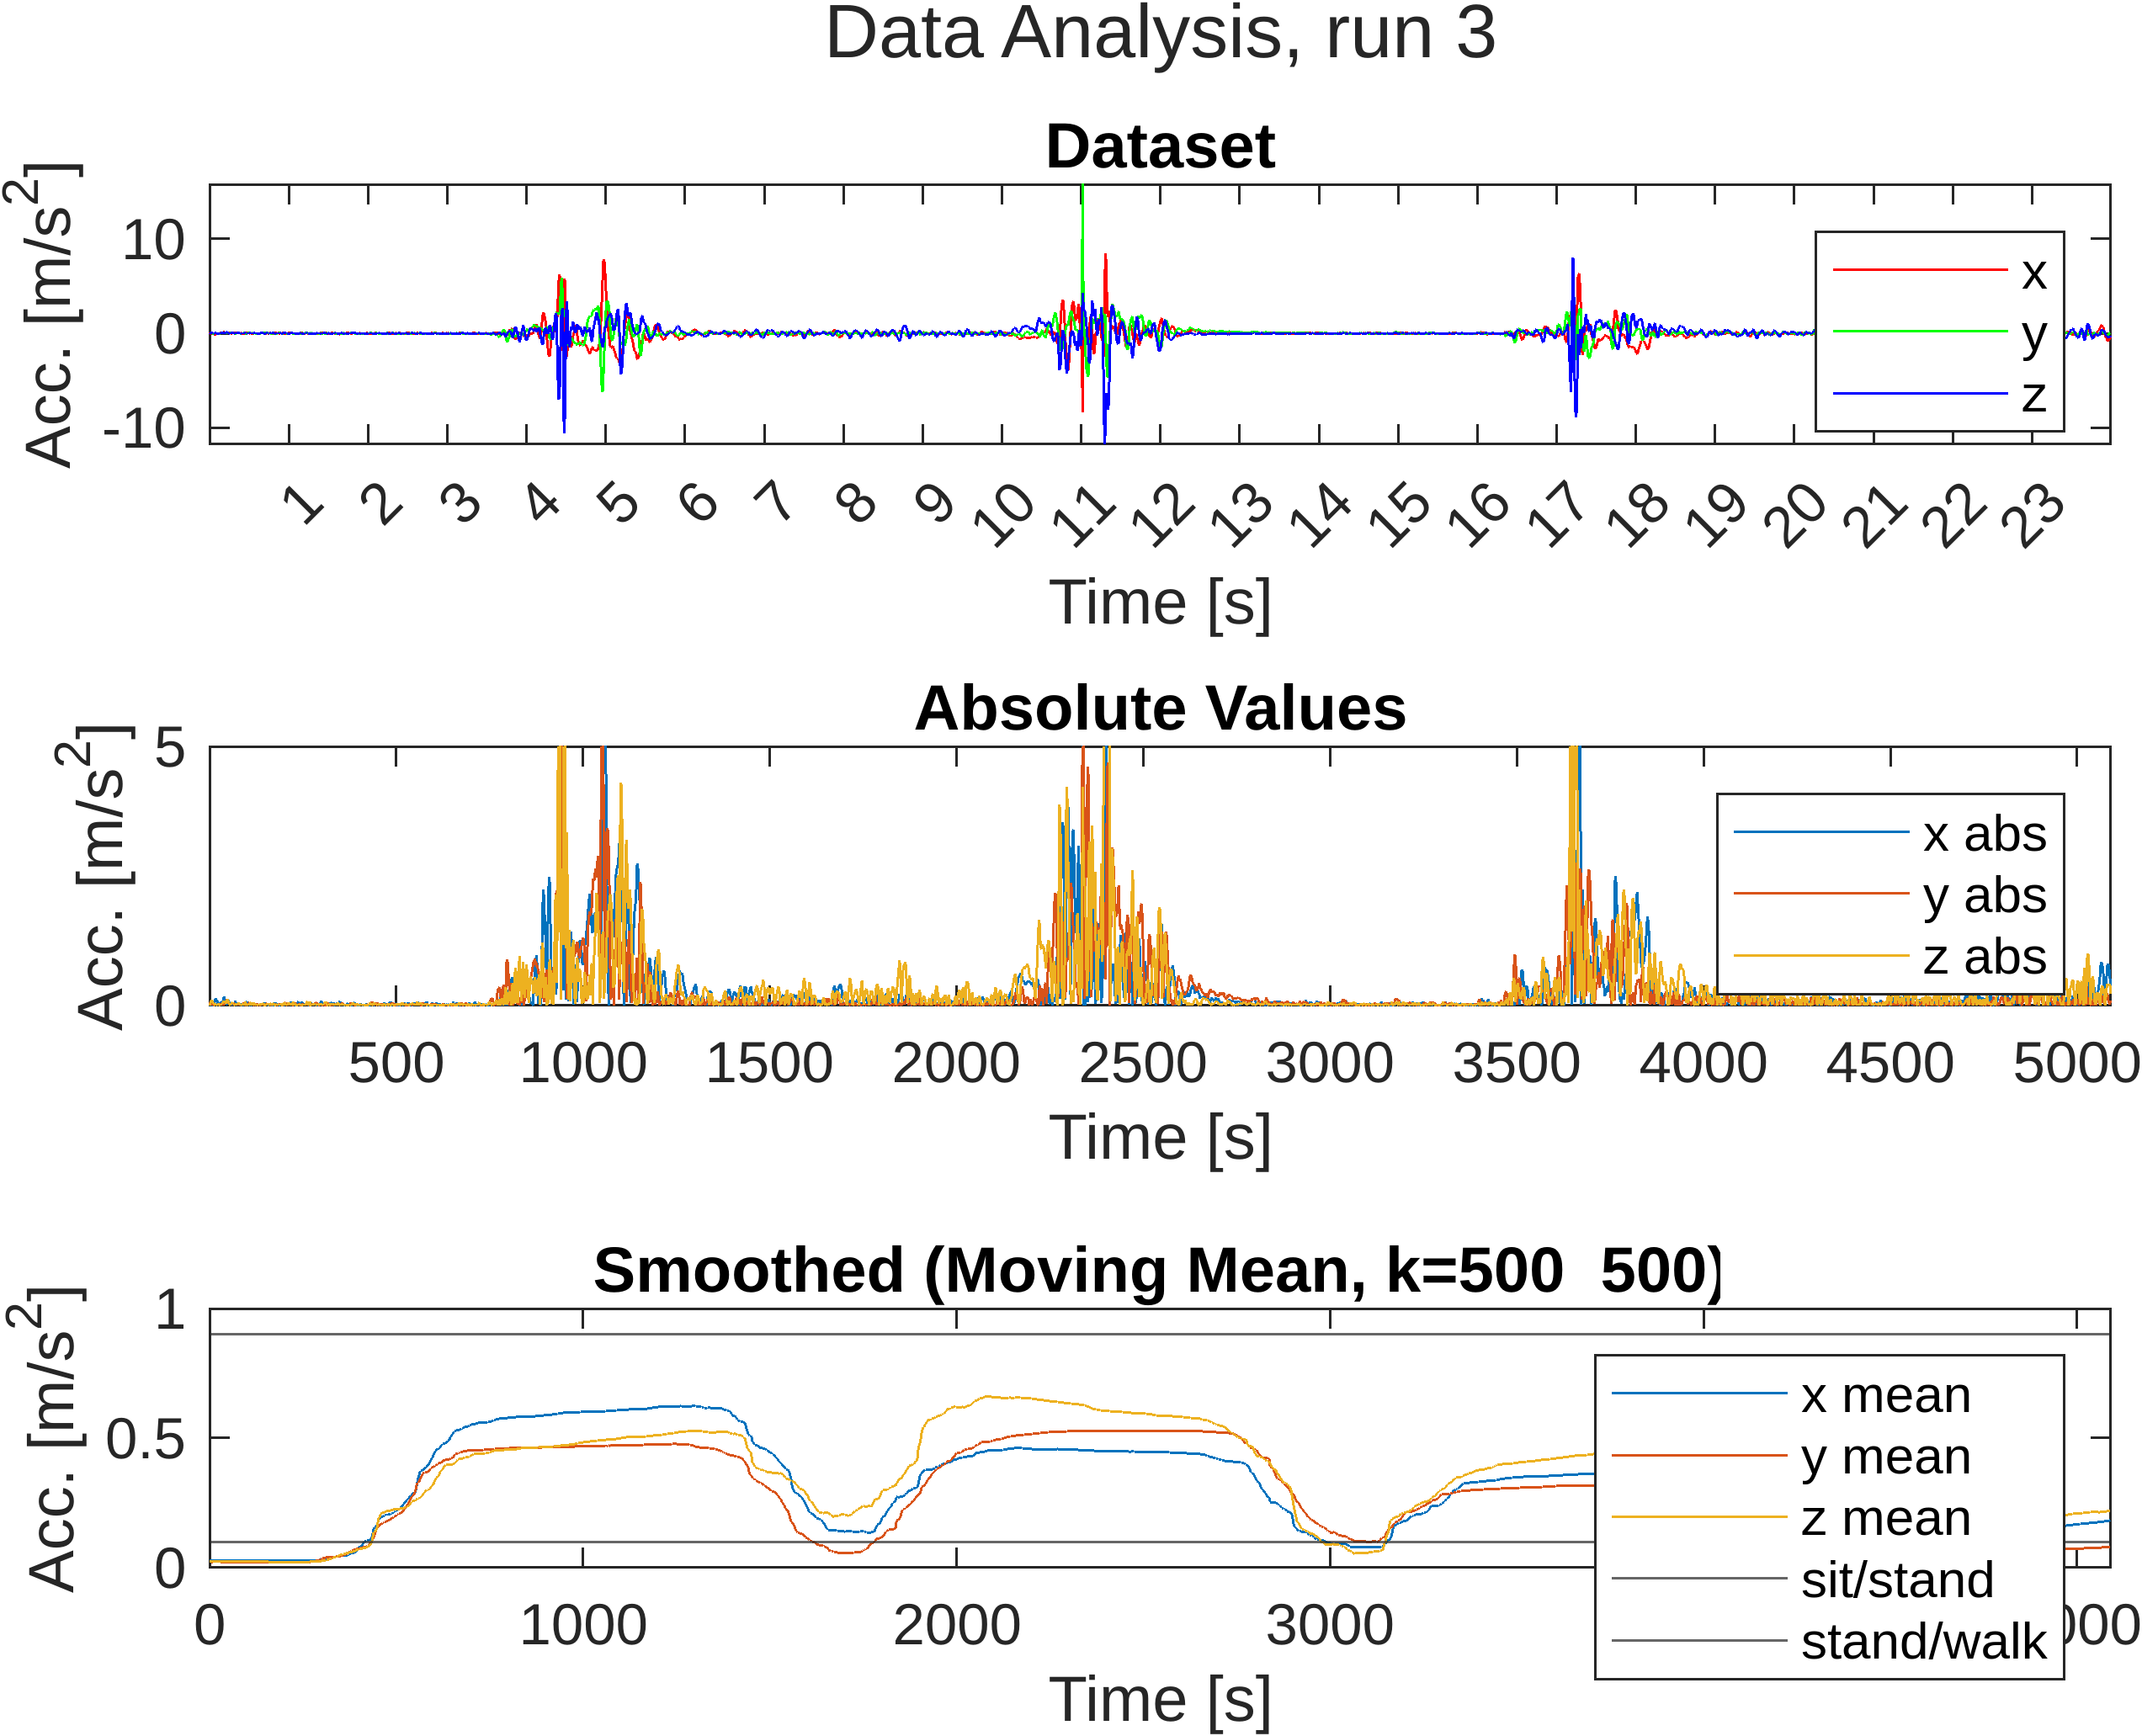 Data Analysis, run 3
Dataset
Acc. [m/s²]
10
0
-10
x
y
z
1 2 3 4 5 6 7 8 9 10 11 12 13 14 15 16 17 18 19 20 21 22 23
Time [s]
Absolute Values
Acc. [m/s²]
5
0
x abs
y abs
z abs
500 1000 1500 2000 2500 3000 3500 4000 4500 5000
Time [s]
Smoothed (Moving Mean, k=500 500)
Acc. [m/s²]
1
0.5
0
x mean
y mean
z mean
sit/stand
stand/walk
0 1000 2000 3000
Time [s]